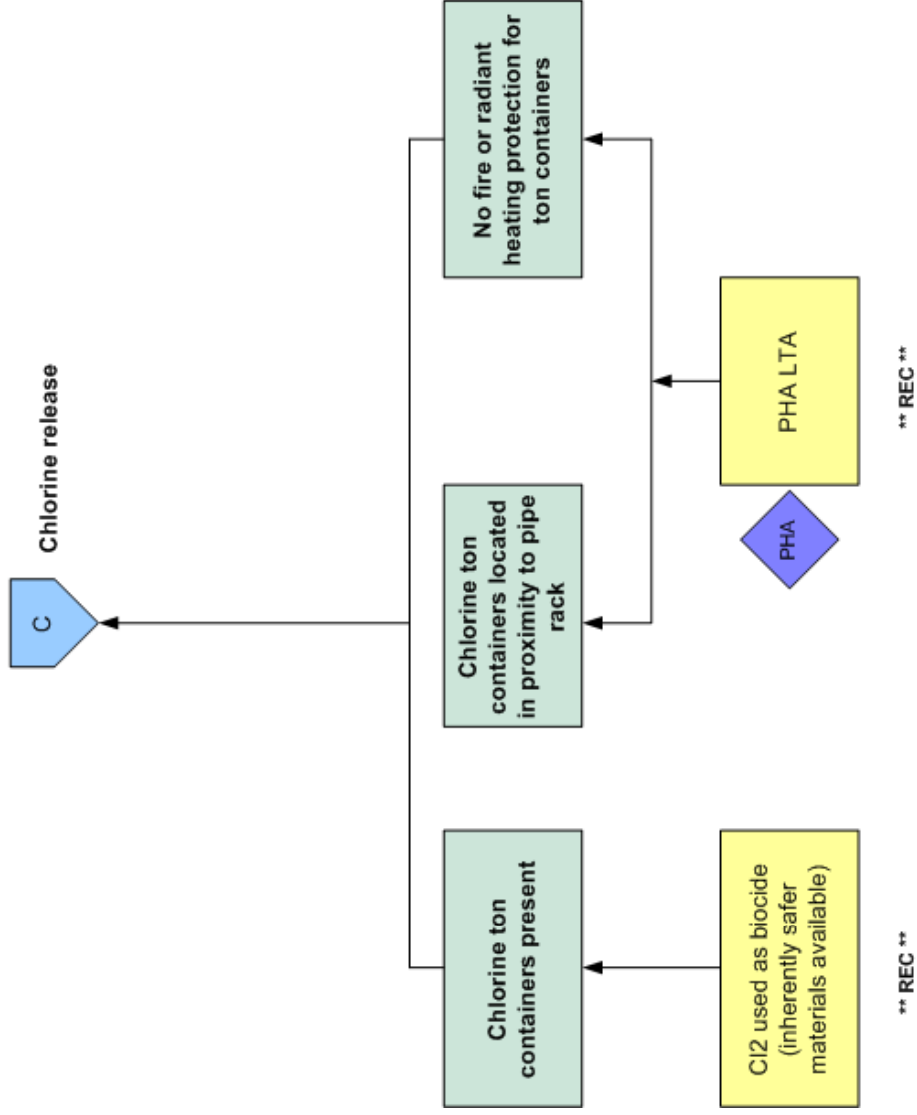 C
Chlorine release
Chlorine ton
containers present
Chlorine ton
containers located
in proximity to pipe
rack
No fire or radiant
heating protection for
ton containers
Cl2 used as biocide
(inherently safer
materials available)
PHA
PHA LTA
** REC **
** REC **